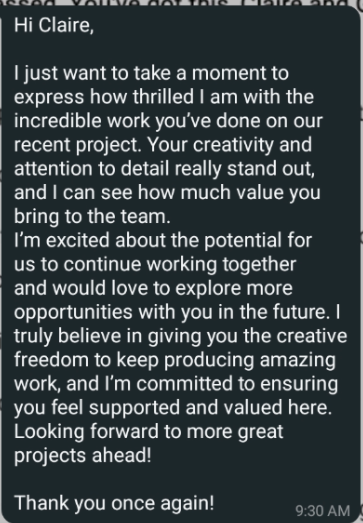 Hi Claire,
I just want to take a moment to
express how thrilled I am with the
incredible work you've done on our
recent project. Your creativity and
attention to detail really stand out,
and I can see how much value you
bring to the team.
I'm excited about the potential for
us to continue working together
and would love to explore more
opportunities with you in the future. I
truly believe in giving you the creative
freedom to keep producing amazing
work, and I'm committed to ensuring
you feel supported and valued here.
Looking forward to more great
projects ahead!
Thank you once again!
9:30 AM